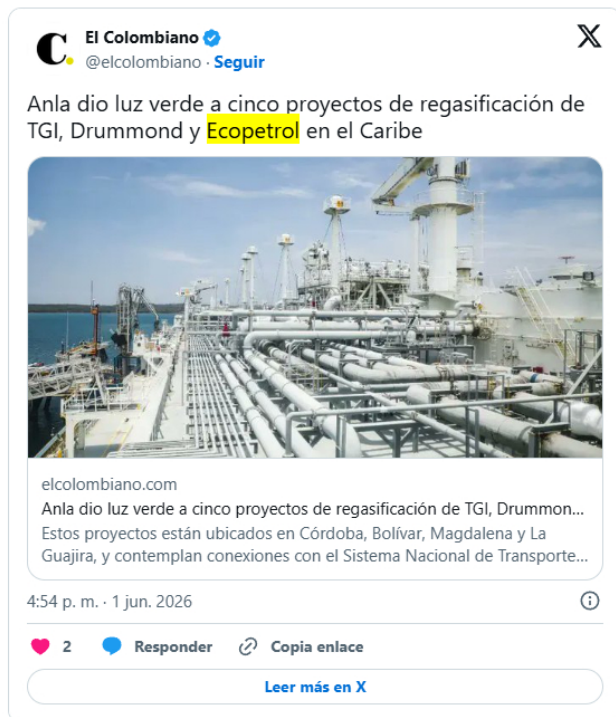 El Colombiano
@elcolombiano · Seguir
Anla dio luz verde a cinco proyectos de regasificación de
TGI, Drummond y Ecopetrol en el Caribe
elcolombiano.com
Anla dio luz verde a cinco proyectos de regasificación de TGI, Drummon...
Estos proyectos están ubicados en Córdoba, Bolívar, Magdalena y La
Guajira, y contemplan conexiones con el Sistema Nacional de Transporte...
4:54 p. m. · 1 jun. 2026
2 Responder Copia enlace
Leer más en X